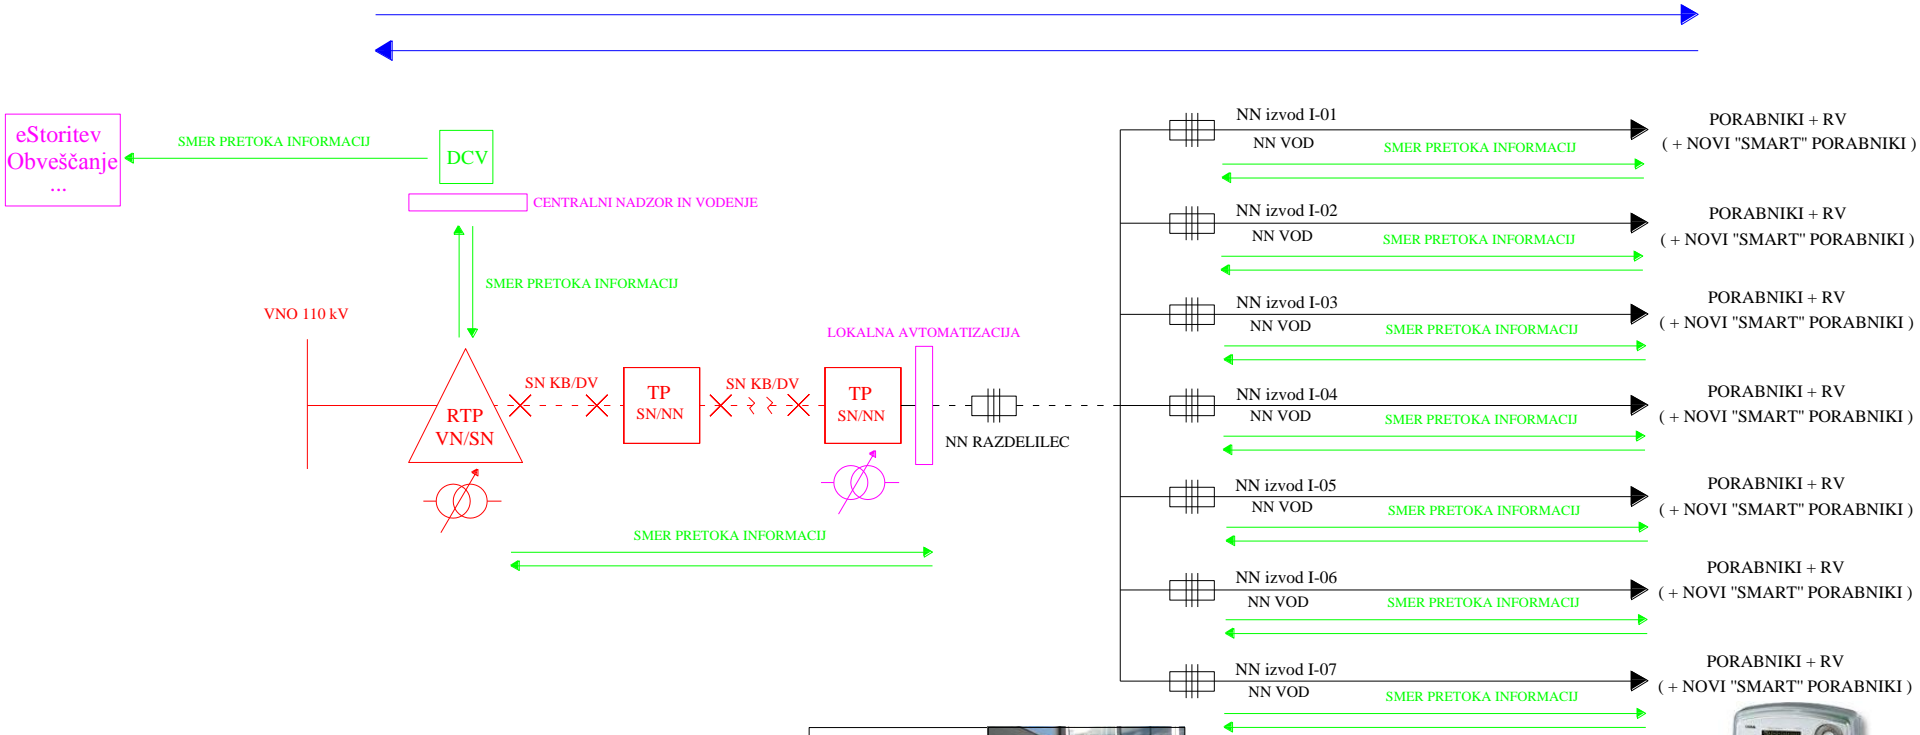 eStoritev
Obveščanje
...
SMER PRETOKA INFORMACIJ
DCV
CENTRALNI NADZOR IN VODENJE
SMER PRETOKA INFORMACIJ
VNO 110 kV
RTP
VN/SN
SN KB/DV
TP
SN/NN
SN KB/DV
TP
SN/NN
LOKALNA AVTOMATIZACIJA
NN RAZDELILEC
SMER PRETOKA INFORMACIJ
NN izvod I-01
NN VOD
SMER PRETOKA INFORMACIJ
PORABNIKI + RV
( + NOVI "SMART" PORABNIKI )
NN izvod I-02
NN VOD
SMER PRETOKA INFORMACIJ
PORABNIKI + RV
( + NOVI "SMART" PORABNIKI )
NN izvod I-03
NN VOD
SMER PRETOKA INFORMACIJ
PORABNIKI + RV
( + NOVI "SMART" PORABNIKI )
NN izvod I-04
NN VOD
SMER PRETOKA INFORMACIJ
PORABNIKI + RV
( + NOVI "SMART" PORABNIKI )
NN izvod I-05
NN VOD
SMER PRETOKA INFORMACIJ
PORABNIKI + RV
( + NOVI "SMART" PORABNIKI )
NN izvod I-06
NN VOD
SMER PRETOKA INFORMACIJ
PORABNIKI + RV
( + NOVI "SMART" PORABNIKI )
NN izvod I-07
NN VOD
SMER PRETOKA INFORMACIJ
PORABNIKI + RV
( + NOVI "SMART" PORABNIKI )